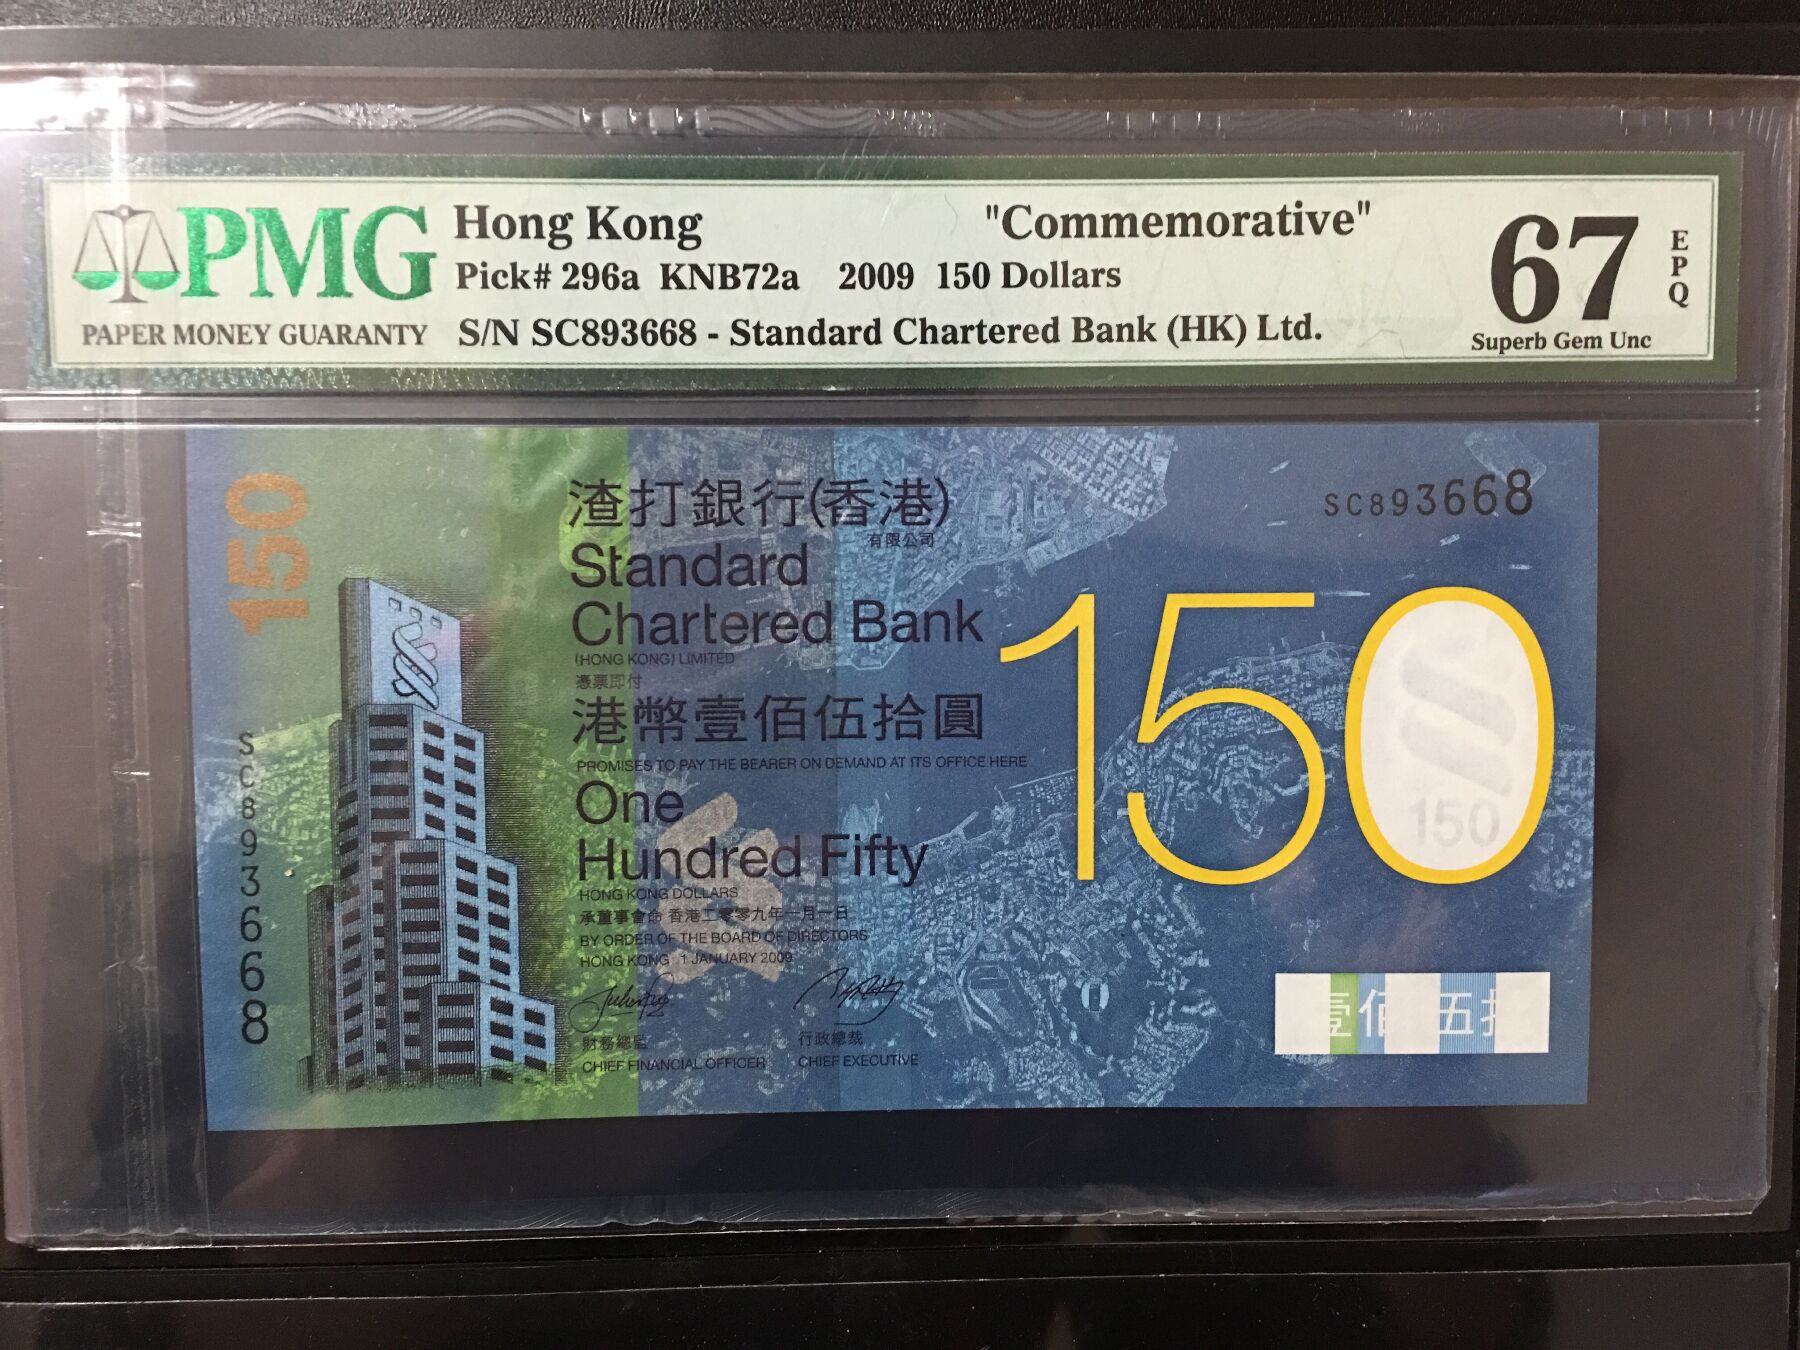 PMG
PAPER MONEY GUARANTY
Hong Kong "Commemorative"
Pick# 296a KNB72a 2009 150 Dollars
S/N SC893668 - Standard Chartered Bank (HK) Ltd.
67
EPQ
Superb Gem Unc
150
渣打銀行(香港)
有限公司
SC893668
Standard
Chartered Bank
(HONG KONG) LIMITED
憑票即付
港幣壹佰伍拾圓
PROMISES TO PAY THE BEARER ON DEMAND AT ITS OFFICE HERE
One
Hundred Fifty
HONG KONG DOLLARS
承董事會命 香港二零零九年一月一日
BY ORDER OF THE BOARD OF DIRECTORS
HONG KONG 1 JANUARY 2009
財務總監
CHIEF FINANCIAL OFFICER
行政總裁
CHIEF EXECUTIVE
150
150
SC893668